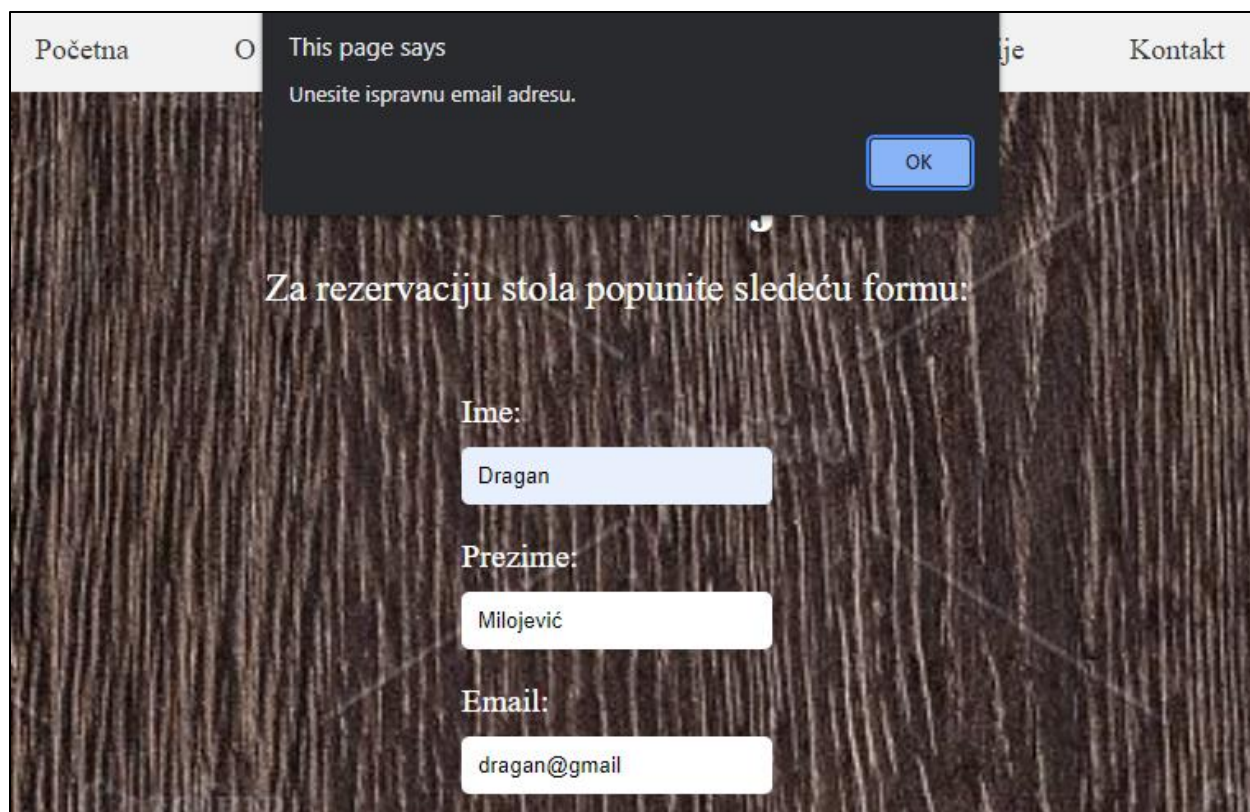 Početna
O
This page says
Unesite ispravnu email adresu.
OK
ije
Kontakt
Za rezervaciju stola popunite sledeću formu:
Ime:
Dragan
Prezime:
Milojević
Email:
dragan@gmail